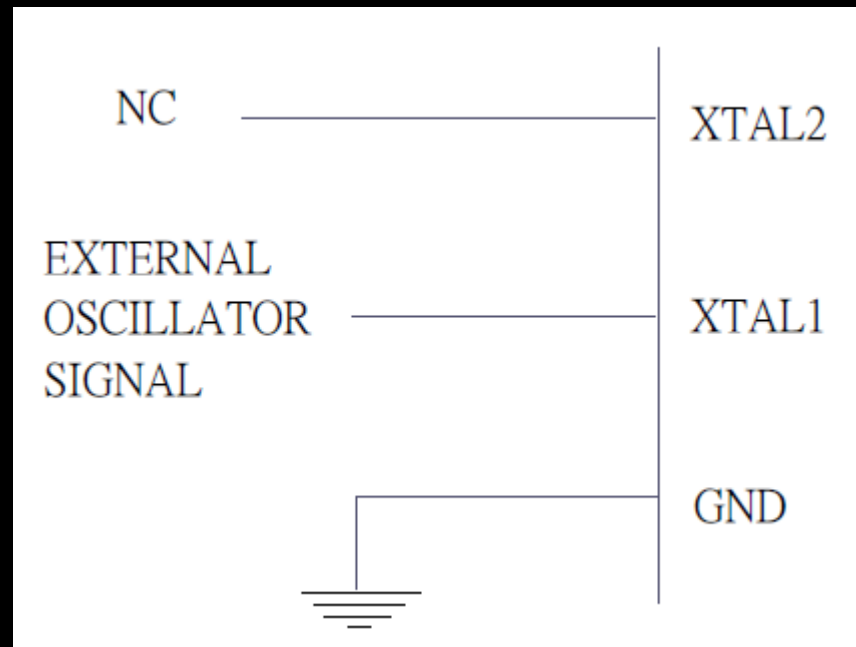 NC
XTAL2
EXTERNAL
OSCILLATOR
SIGNAL
XTAL1
GND